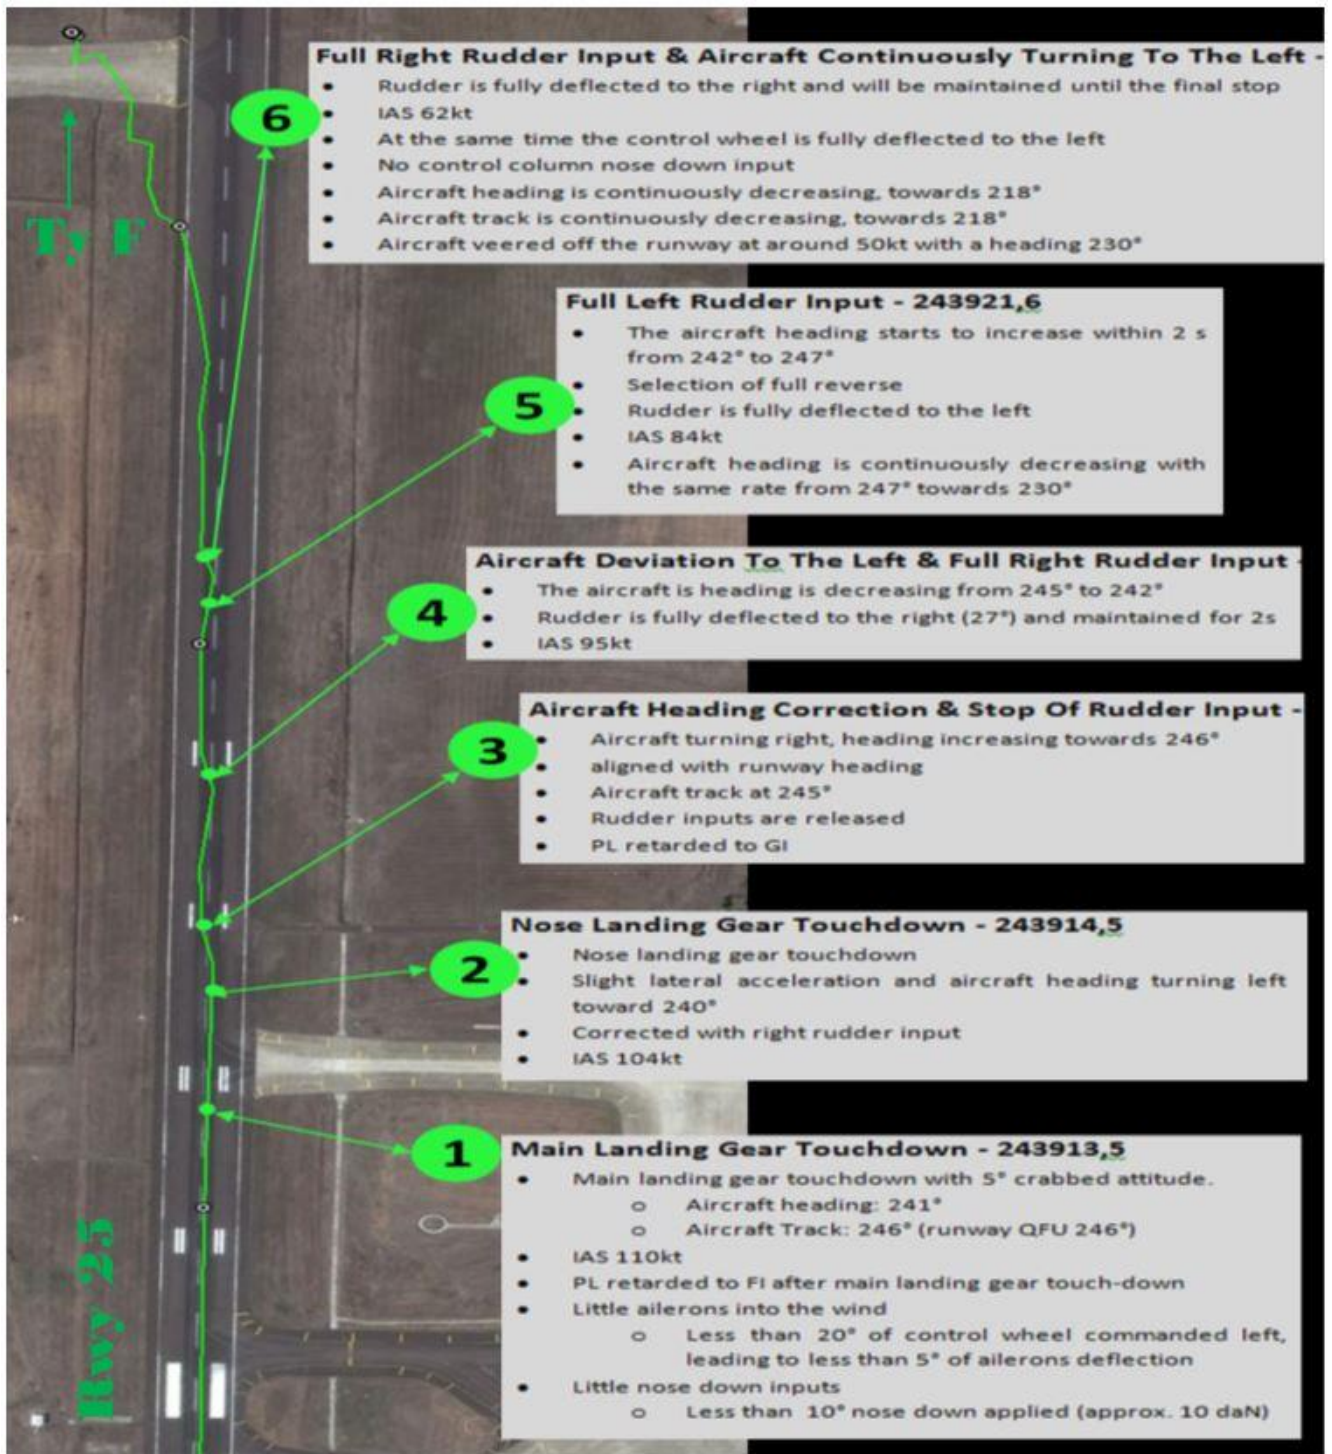 Full Right Rudder Input & Aircraft Continuously Turning To The Left -
• Rudder is fully deflected to the right and will be maintained until the final stop
6
• IAS 62kt
• At the same time the control wheel is fully deflected to the left
• No control column nose down input
• Aircraft heading is continuously decreasing, towards 218°
• Aircraft track is continuously decreasing, towards 218°
• Aircraft veered off the runway at around 50kt with a heading 230°
Ty F
Full Left Rudder Input - 243921,6
• The aircraft heading starts to increase within 2 s
from 242° to 247°
• Selection of full reverse
5
• Rudder is fully deflected to the left
• IAS 84kt
• Aircraft heading is continuously decreasing with
the same rate from 247° towards 230°
Aircraft Deviation To The Left & Full Right Rudder Input -
• The aircraft is heading is decreasing from 245° to 242°
4
• Rudder is fully deflected to the right (27°) and maintained for 2s
• IAS 95kt
Aircraft Heading Correction & Stop Of Rudder Input -
3
• Aircraft turning right, heading increasing towards 246°
• aligned with runway heading
• Aircraft track at 245°
• Rudder inputs are released
• PL retarded to GI
Nose Landing Gear Touchdown - 243914,5
• Nose landing gear touchdown
2
• Slight lateral acceleration and aircraft heading turning left
toward 240°
• Corrected with right rudder input
• IAS 104kt
1
Main Landing Gear Touchdown - 243913,5
• Main landing gear touchdown with 5° crabbed attitude.
o Aircraft heading: 241°
o Aircraft Track: 246° (runway QFU 246°)
• IAS 110kt
• PL retarded to FI after main landing gear touch-down
• Little ailerons into the wind
o Less than 20° of control wheel commanded left,
leading to less than 5° of ailerons deflection
• Little nose down inputs
o Less than 10° nose down applied (approx. 10 daN)
Rwy 25